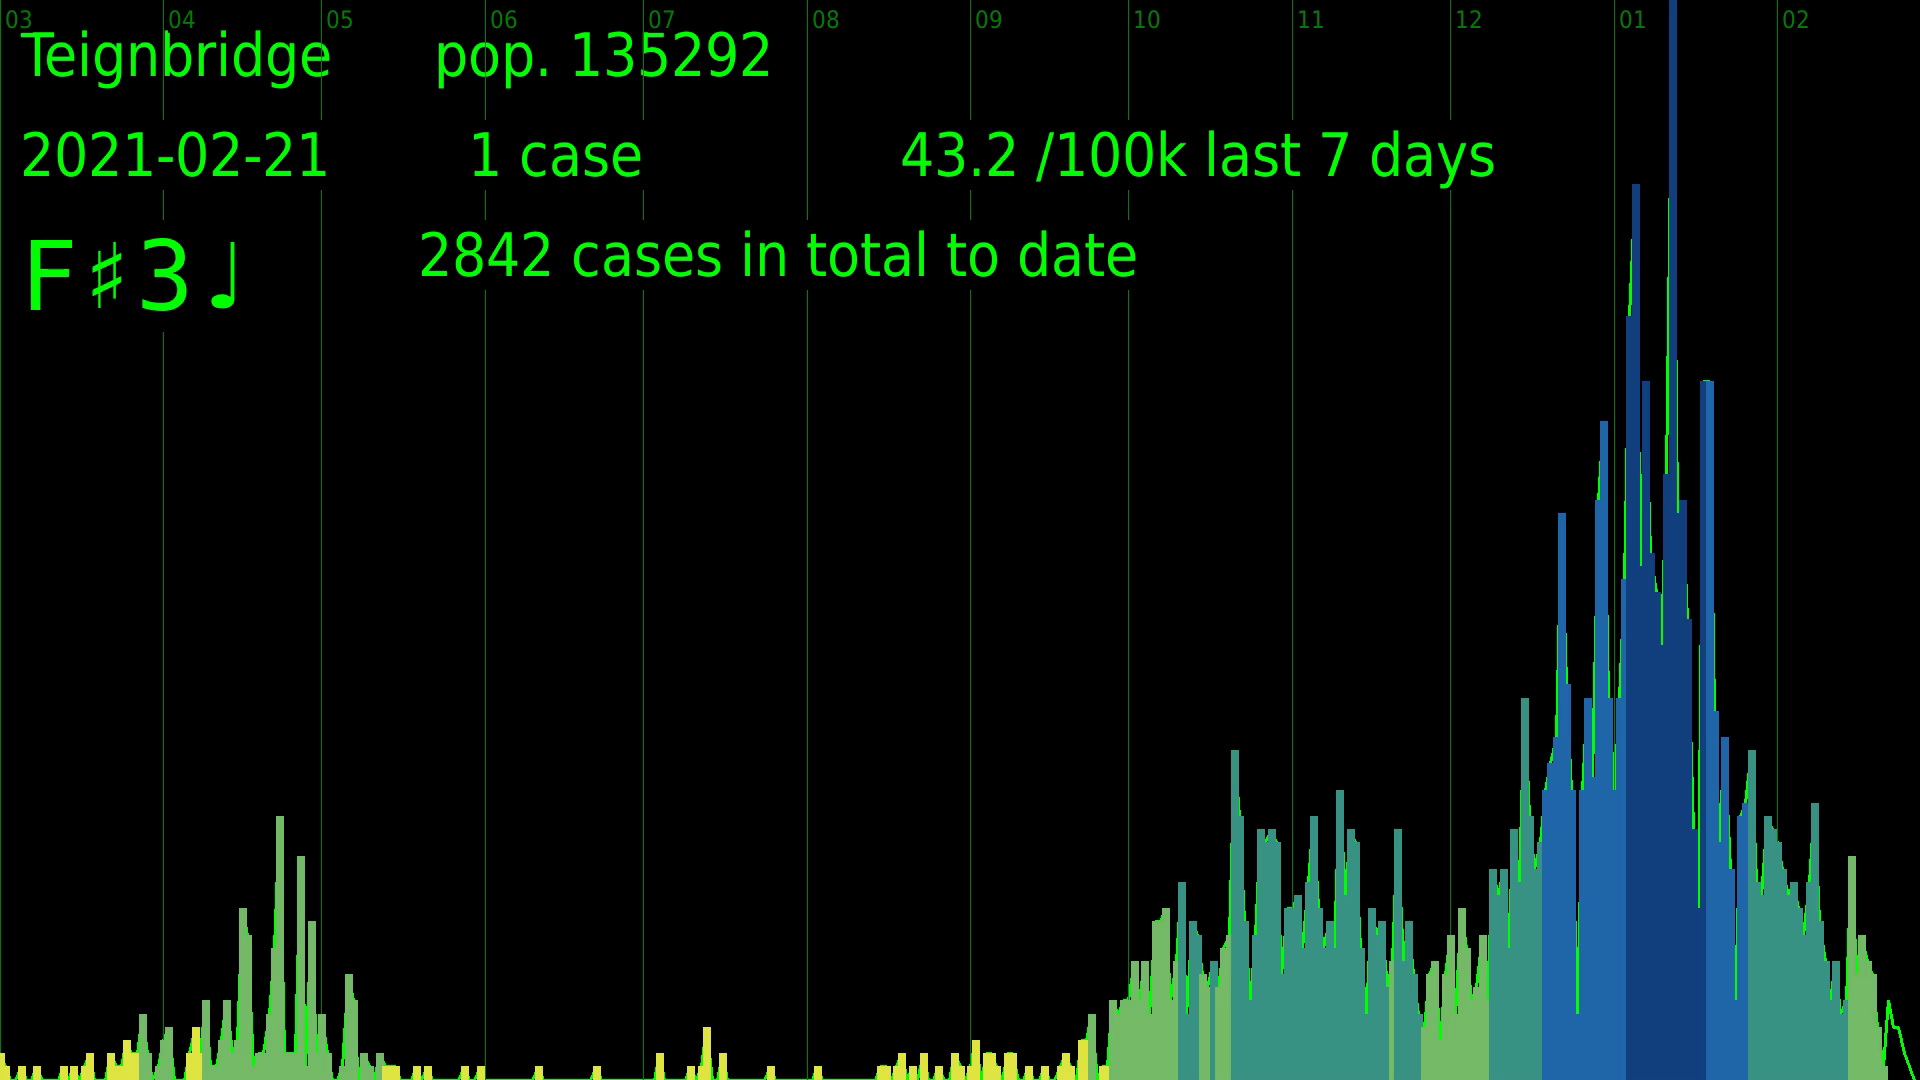 03 04 05 06 07 08 09 10 11 12 01 02
Teignbridge pop. 135292
2021-02-21 1 case 43.2 /100k last 7 days
F♯3♩ 2842 cases in total to date